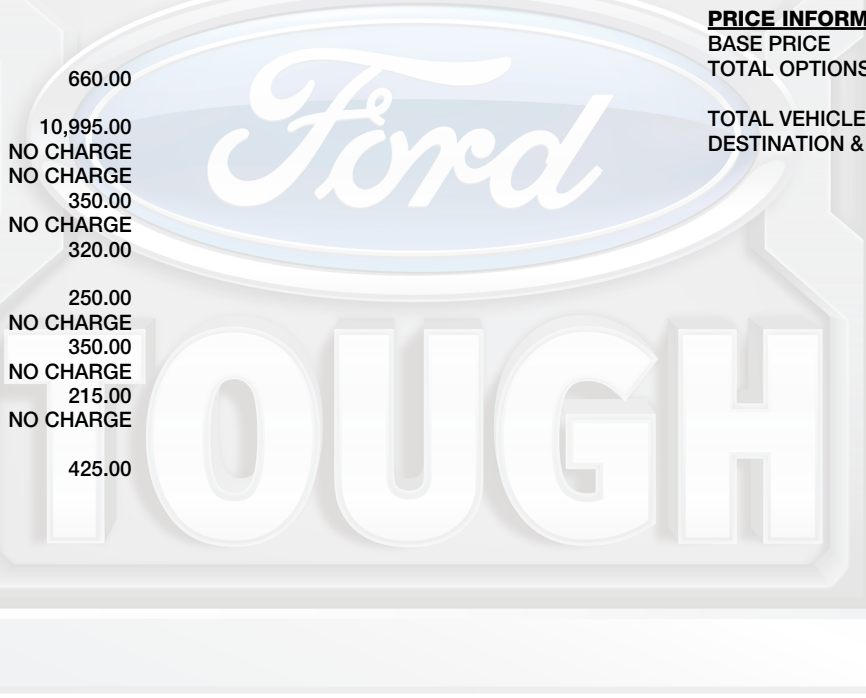 660.00
10,995.00
NO CHARGE
NO CHARGE
350.00
NO CHARGE
320.00
250.00
NO CHARGE
350.00
NO CHARGE
215.00
NO CHARGE
425.00
PRICE INFORM
BASE PRICE
TOTAL OPTIONS
TOTAL VEHICLE
DESTINATION &
Ford
TOUGH